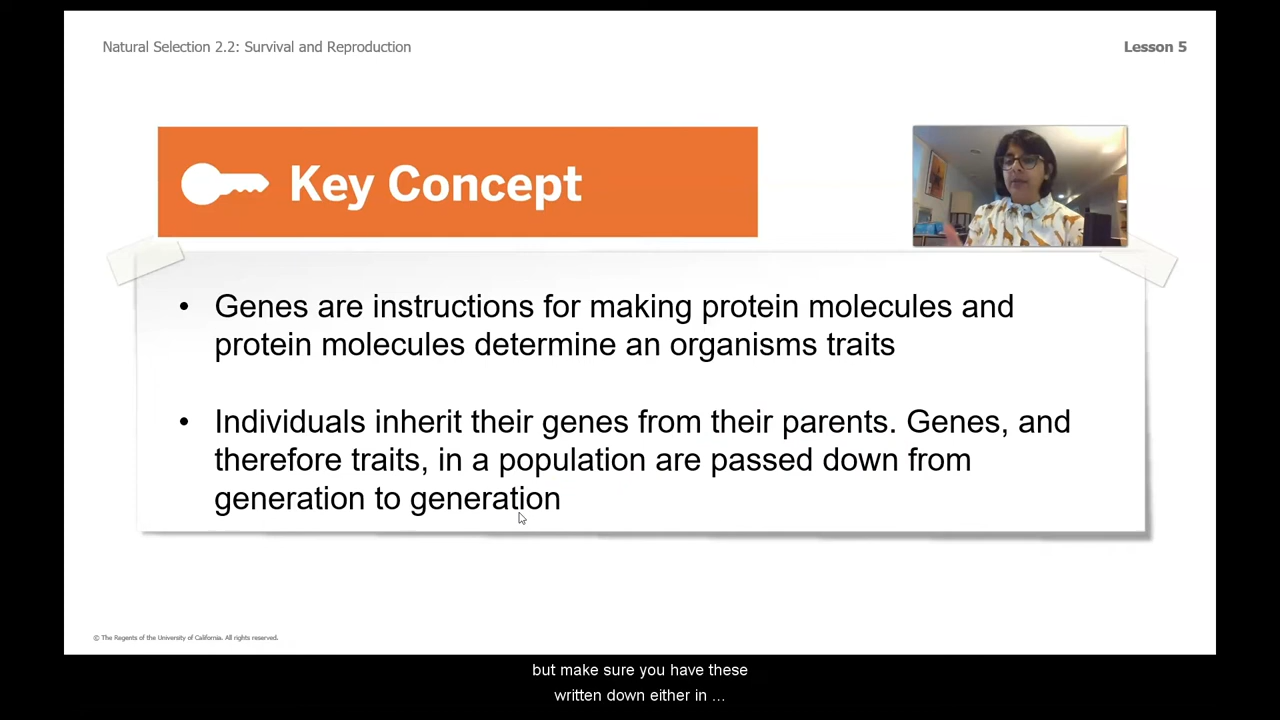 Natural Selection 2.2: Survival and Reproduction
Lesson 5
Key Concept
• Genes are instructions for making protein molecules and
protein molecules determine an organisms traits
• Individuals inherit their genes from their parents. Genes, and
therefore traits, in a population are passed down from
generation to generation
© The Regents of the University of California. All rights reserved.
but make sure you have these
written down either in ...